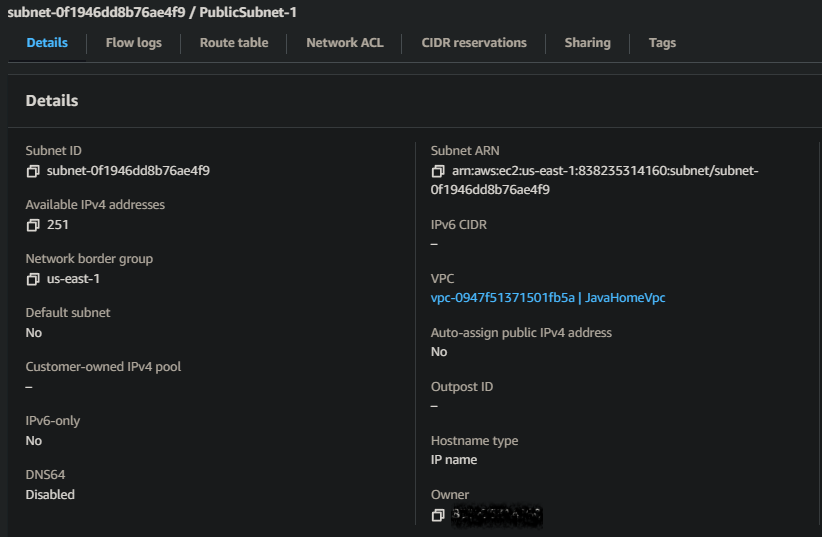 subnet-0f1946dd8b76ae4f9 / PublicSubnet-1
Details
Flow logs
Route table
Network ACL
CIDR reservations
Sharing
Tags
Details
Subnet ID
subnet-0f1946dd8b76ae4f9
Available IPv4 addresses
251
Network border group
us-east-1
Default subnet
No
Customer-owned IPv4 pool
–
IPv6-only
No
DNS64
Disabled
Subnet ARN
arn:aws:ec2:us-east-1:838235314160:subnet/subnet-
0f1946dd8b76ae4f9
IPv6 CIDR
–
VPC
vpc-0947f51371501fb5a | JavaHomeVpc
Auto-assign public IPv4 address
No
Outpost ID
–
Hostname type
IP name
Owner